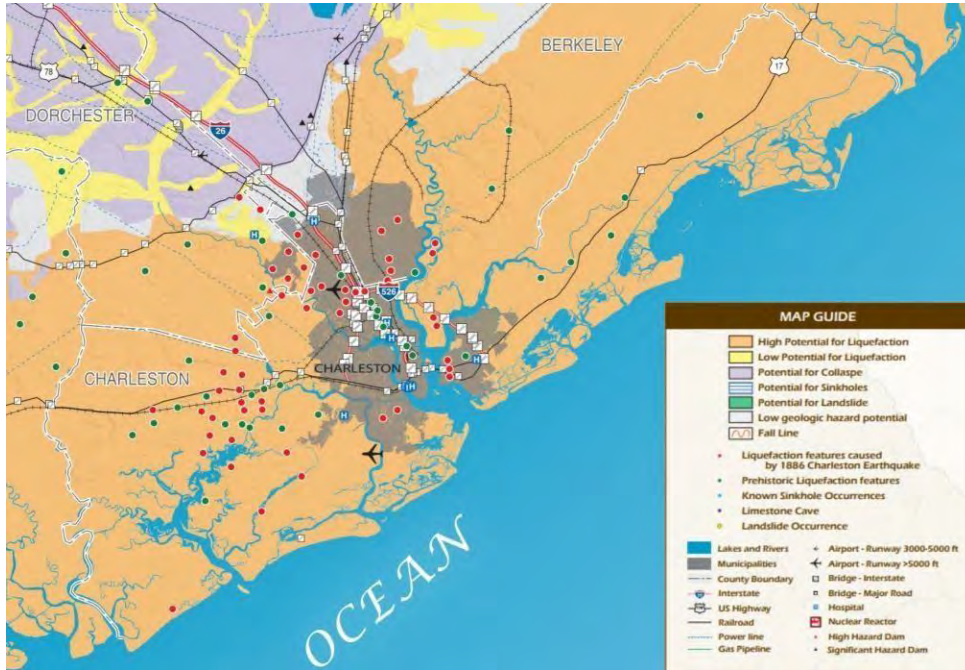 BERKELEY
17
78
DORCHESTER
26
H
H
526
H
H
CHARLESTON
CHARLESTON
H
H
OCEAN
MAP GUIDE
High Potential for Liquefaction
Low Potential for Liquefaction
Potential for Collaspe
Potential for Sinkholes
Potential for Landslide
Low geologic hazard potential
Fall Line
Liquefaction features caused
by 1886 Charleston Earthquake
Prehistoric Liquefaction features
Known Sinkhole Occurrences
Limestone Cave
Landslide Occurrence
Lakes and Rivers
Municipalities
County Boundary
Interstate
US Highway
Railroad
Power line
Gas Pipeline
Airport - Runway 3000-5000 ft
Airport - Runway >5000 ft
Bridge - Interstate
Bridge - Major Road
Hospital
Nuclear Reactor
High Hazard Dam
Significant Hazard Dam